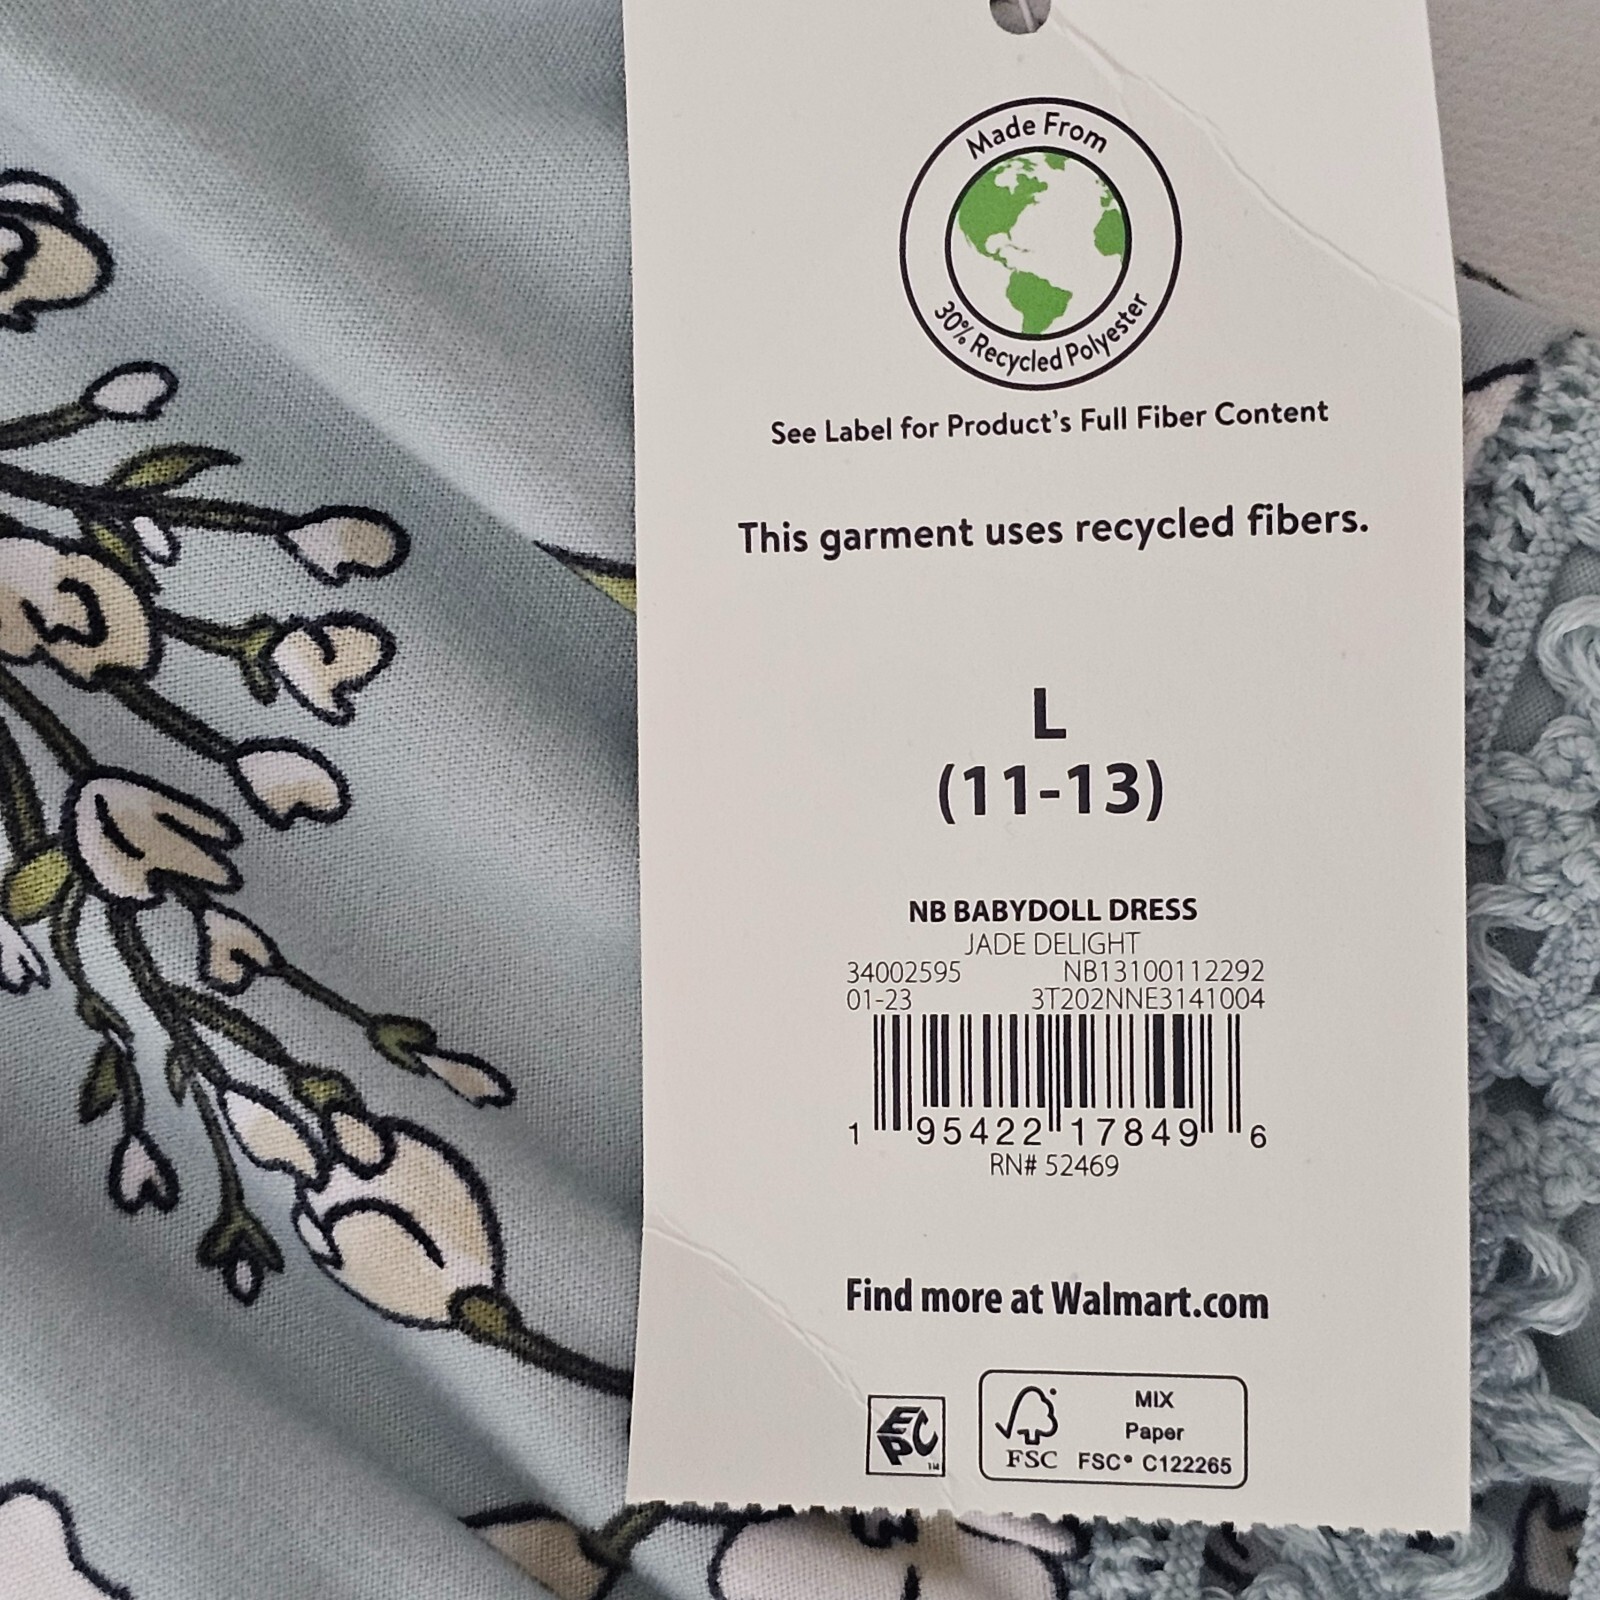 Made From
30% Recycled Polyester
See Label for Product's Full Fiber Content
This garment uses recycled fibers.
L
(11-13)
NB BABYDOLL DRESS
JADE DELIGHT
34002595 NB13100112292
01-23 3T202NNE3141004
1 95422 17849 6
RN# 52469
Find more at Walmart.com
EPC™
MIX
Paper
FSC FSC® C122265